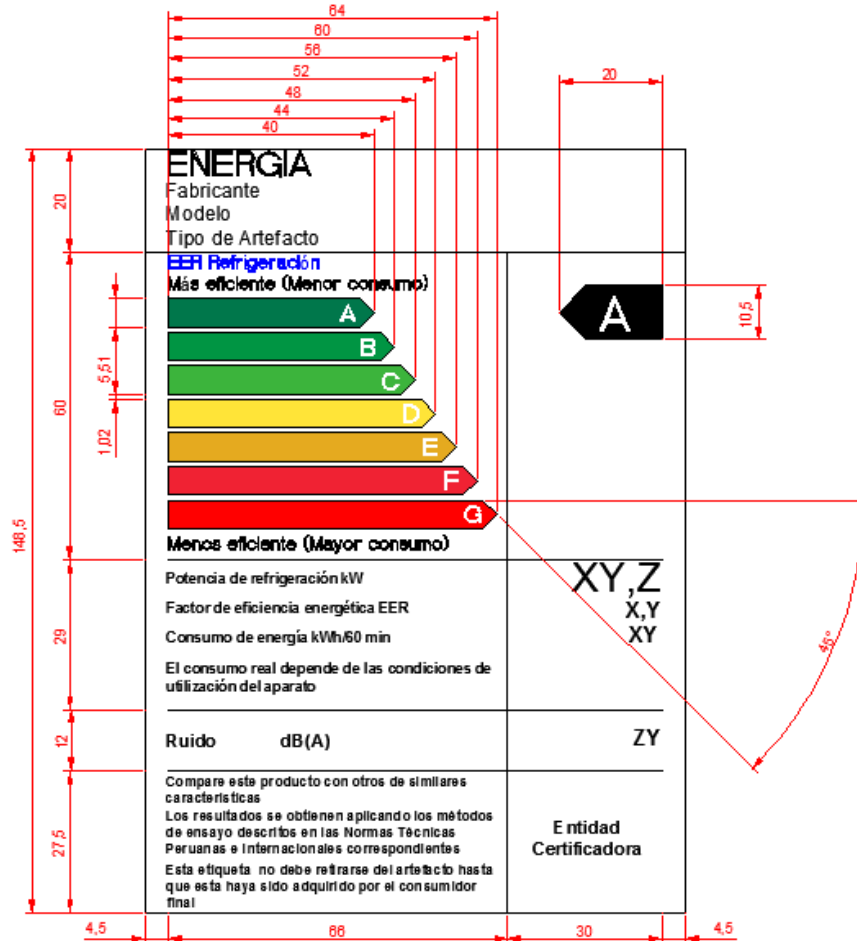 64
60
56
52
20
48
44
40
ENERGIA
Fabricante
Modelo
Tipo de Artefacto
20
EER Refrigeración
Más eficiente (Menor consumo)
A
A
10,5
B
5,51
C
60
D
1,02
E
F
G
148,5
Menos eficiente (Mayor consumo)
Potencia de refrigeración kW
XY,Z
Factor de eficiencia energética EER
X,Y
29
Consumo de energía kWh/60 min
XY
45°
El consumo real depende de las condiciones de
utilización del aparato
12
Ruido dB(A) ZY
Compare este producto con otros de similares
caracteristicas
Los resultados se obtienen aplicando los métodos
de ensayo descritos en las Normas Técnicas
Peruanas e Internacionales correspondientes
Esta etiqueta no debe retirarse del artefacto hasta
que esta haya sido adquirido por el consumidor
final
27,5
Entidad
Certificadora
4,5 66 30 4,5